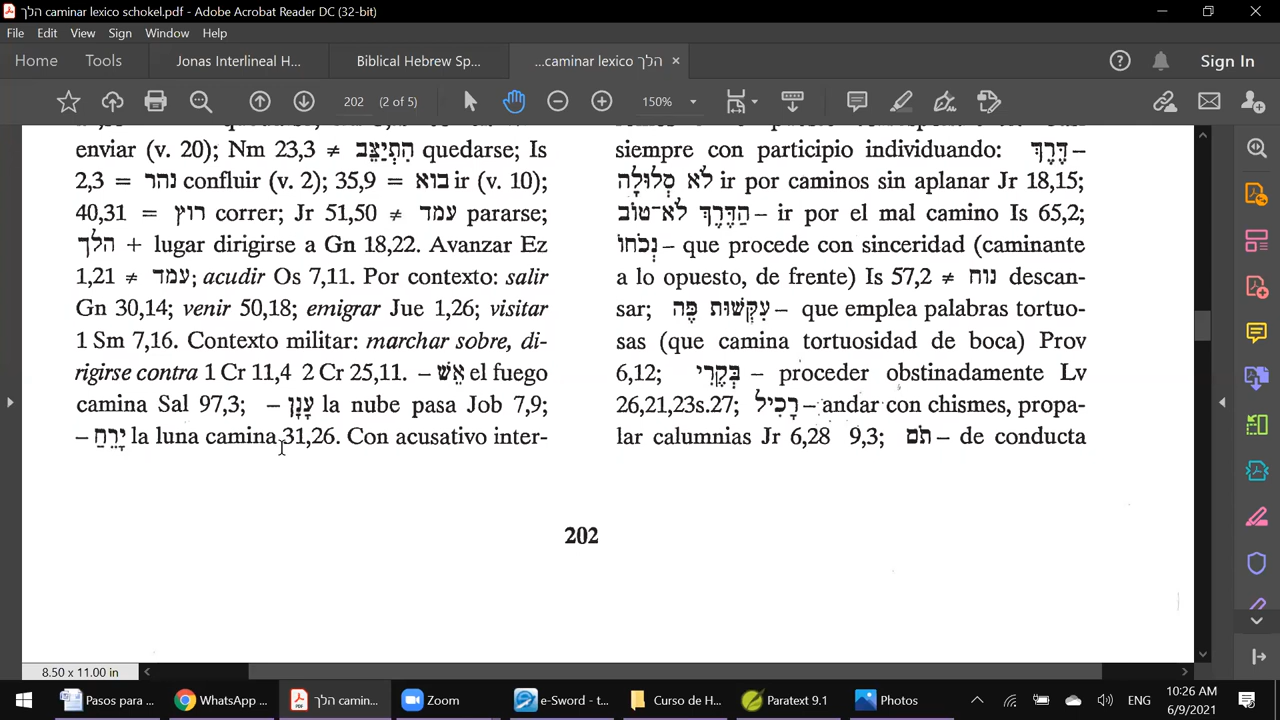 הלך caminar lexico schokel.pdf - Adobe Acrobat Reader DC (32-bit)
File Edit View Sign Window Help
Home Tools Jonas Interlineal H... Biblical Hebrew Sp... ...caminar lexico הלך ×
202 (2 of 5) 150% Sign In
enviar (v. 20); Nm 23,3 ≠ הִתְיַצֵּב quedarse; Is
2,3 = נהר confluir (v. 2); 35,9 = בוא ir (v. 10);
40,31 = רוץ correr; Jr 51,50 ≠ עמד pararse;
הלך + lugar dirigirse a Gn 18,22. Avanzar Ez
1,21 ≠ עמד; acudir Os 7,11. Por contexto: salir
Gn 30,14; venir 50,18; emigrar Jue 1,26; visitar
1 Sm 7,16. Contexto militar: marchar sobre, di-
rigirse contra 1 Cr 11,4 2 Cr 25,11. – אֵשׁ el fuego
camina Sal 97,3; – עָנָן la nube pasa Job 7,9;
– יָרֵחַ la luna camina 31,26. Con acusativo inter-
siempre con participio individuando: דֶּרֶךְ –
לֹא סְלוּלָה ir por caminos sin aplanar Jr 18,15;
הַדֶּרֶךְ לֹא־טוֹב – ir por el mal camino Is 65,2;
נְכֹחוֹ – que procede con sinceridad (caminante
a lo opuesto, de frente) Is 57,2 ≠ נוח descan-
sar; עִקְּשׁוּת פֶּה – que emplea palabras tortuo-
sas (que camina tortuosidad de boca) Prov
6,12; בְּקֶרִי – proceder obstinadamente Lv
26,21,23s.27; רָכִיל – andar con chismes, propa-
lar calumnias Jr 6,28 9,3; תֹּם – de conducta
202
8.50 x 11.00 in
Pasos para ... WhatsApp ... הלך camin... Zoom e-Sword - t... Curso de H... Paratext 9.1 Photos ENG 10:26 AM
6/9/2021